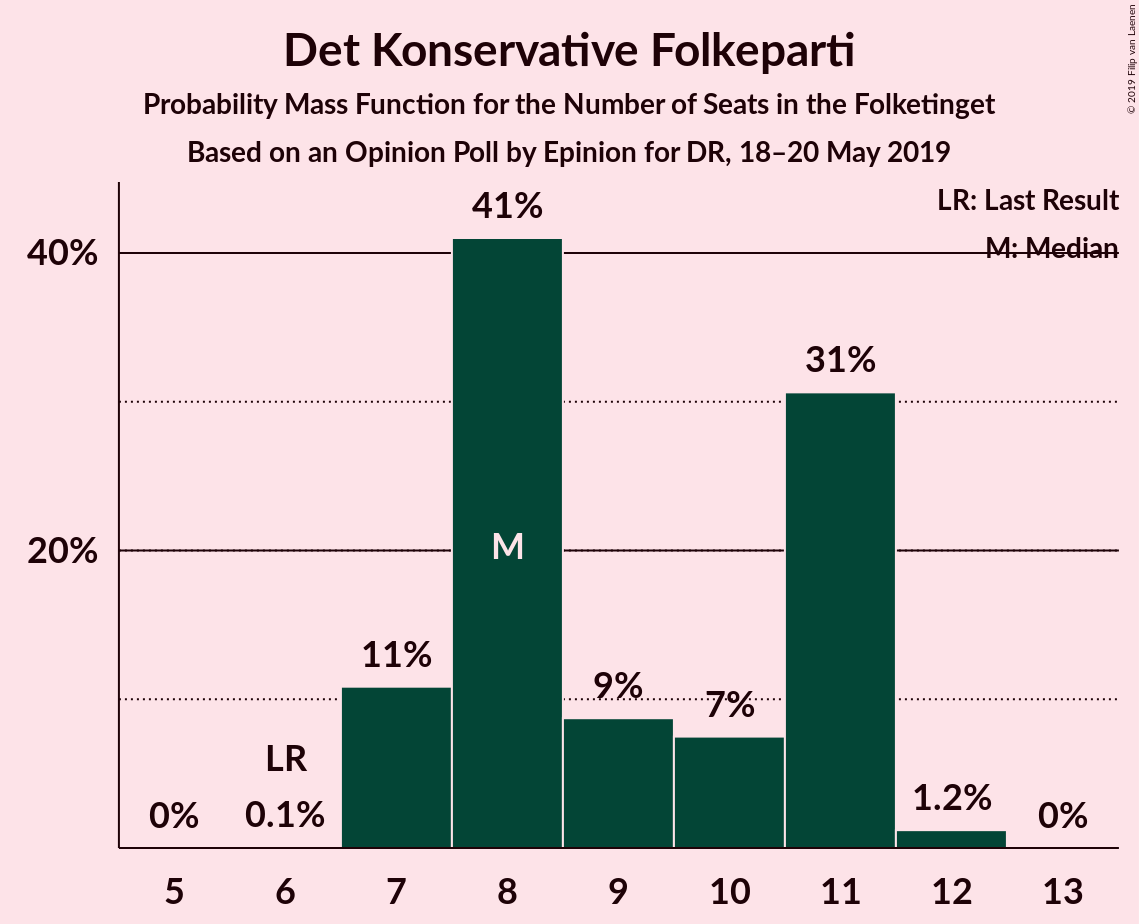 Det Konservative Folkeparti
Probability Mass Function for the Number of Seats in the Folketinget
Based on an Opinion Poll by Epinion for DR, 18–20 May 2019
© 2019 Filip van Laenen
LR: Last Result
M: Median
41%
40%
31%
M
20%
11%
9%
7%
LR
0%
0.1%
1.2%
0%
5 6 7 8 9 10 11 12 13